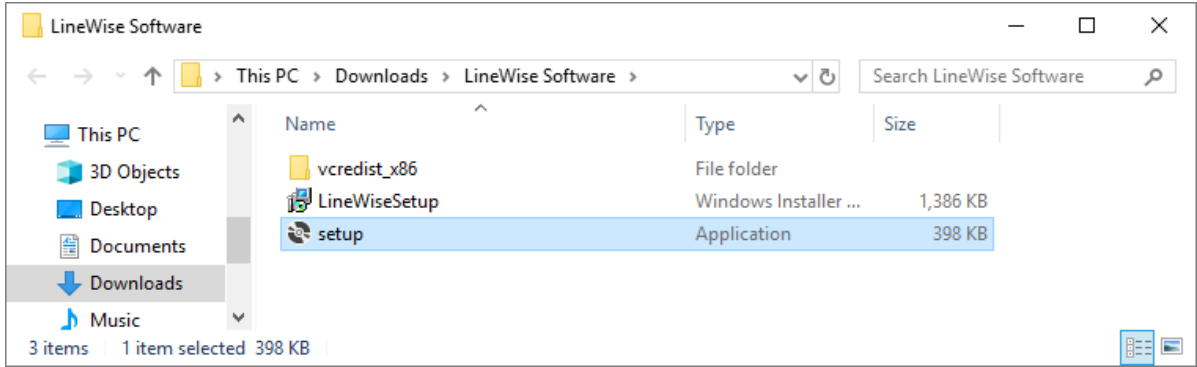 LineWise Software
This PC > Downloads > LineWise Software >
Search LineWise Software
This PC
3D Objects
Desktop
Documents
Downloads
Music
Name Type Size
vcredist_x86 File folder
LineWiseSetup Windows Installer ... 1,386 KB
setup Application 398 KB
3 items 1 item selected 398 KB